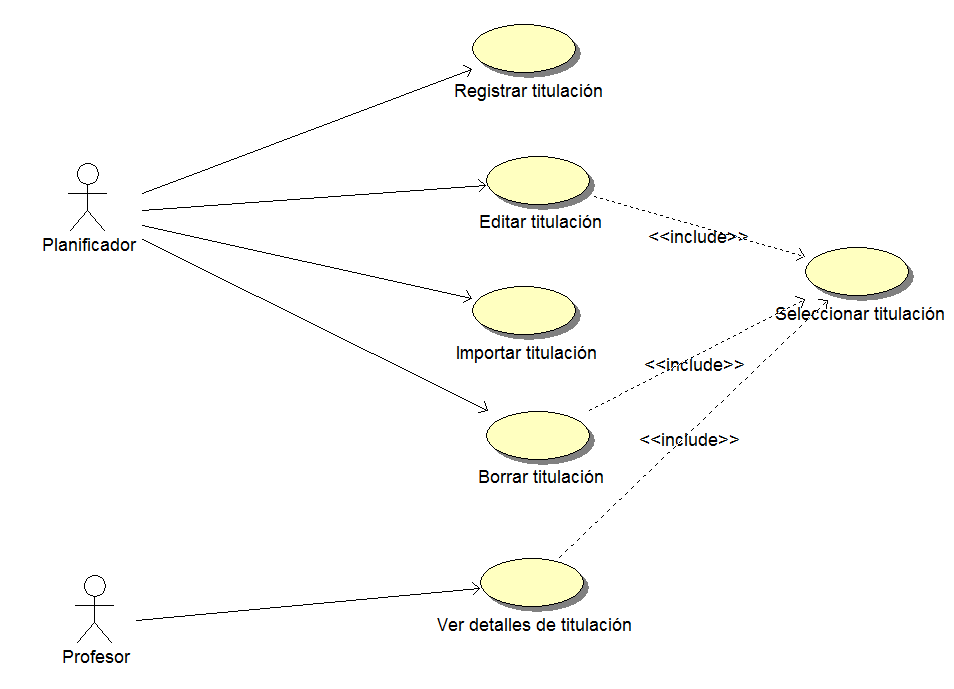 Registrar titulación
Planificador
Editar titulación
<<include>>
Seleccionar titulación
Importar titulación
<<include>>
<<include>>
Borrar titulación
Ver detalles de titulación
Profesor